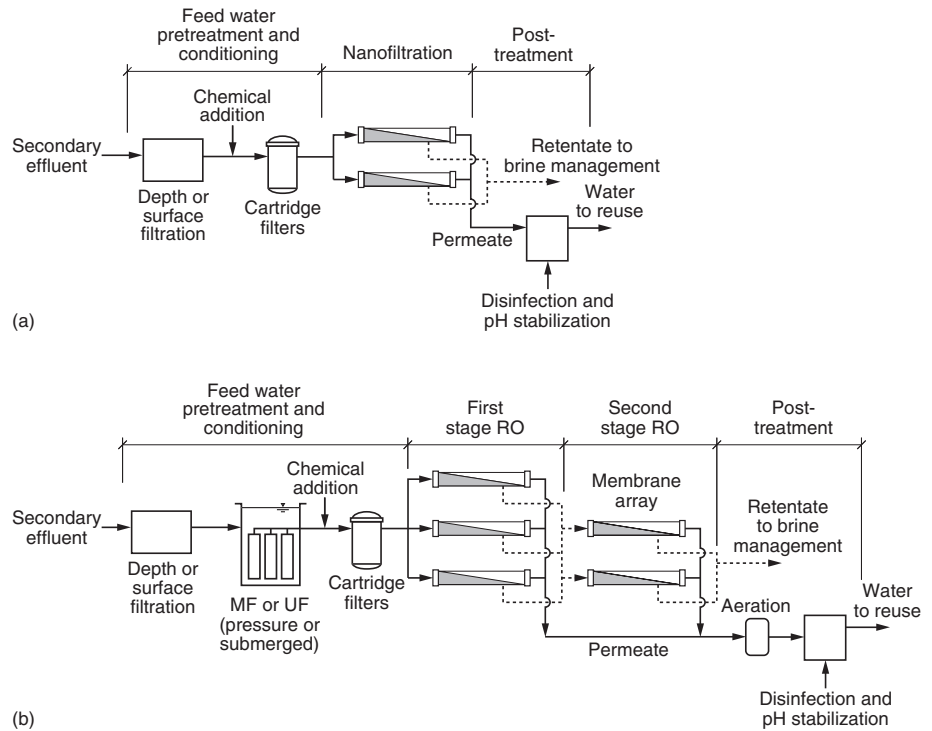 Feed water
pretreatment and
conditioning
Nanofiltration
Post-
treatment
Chemical
addition
Secondary
effluent
Depth or
surface
filtration
Cartridge
filters
Retentate to
brine management
Water
to reuse
Permeate
Disinfection and
pH stabilization
(a)
Feed water
pretreatment and
conditioning
First
stage RO
Second
stage RO
Post-
treatment
Chemical
addition
Membrane
array
Secondary
effluent
Retentate
to brine
management
Depth or
surface
filtration
MF or UF
(pressure or
submerged)
Cartridge
filters
Aeration
Water
to reuse
Permeate
Disinfection and
pH stabilization
(b)